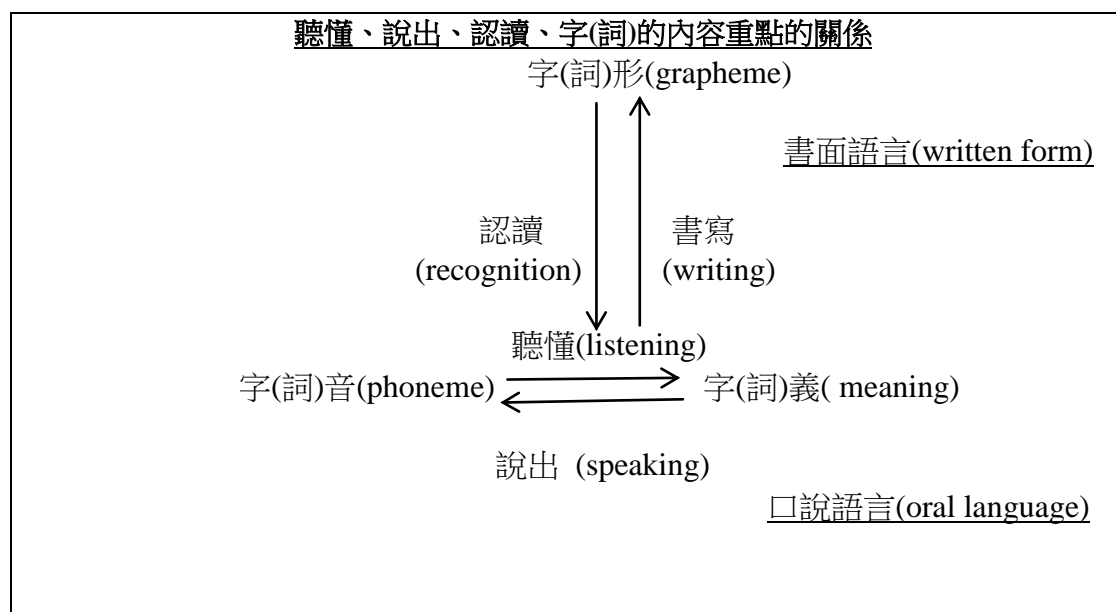 聽懂、說出、認讀、字(詞)的內容重點的關係
字(詞)形(grapheme)
書面語言(written form)
認讀 書寫
(recognition) (writing)
聽懂(listening)
字(詞)音(phoneme) 字(詞)義( meaning)
說出 (speaking)
口說語言(oral language)